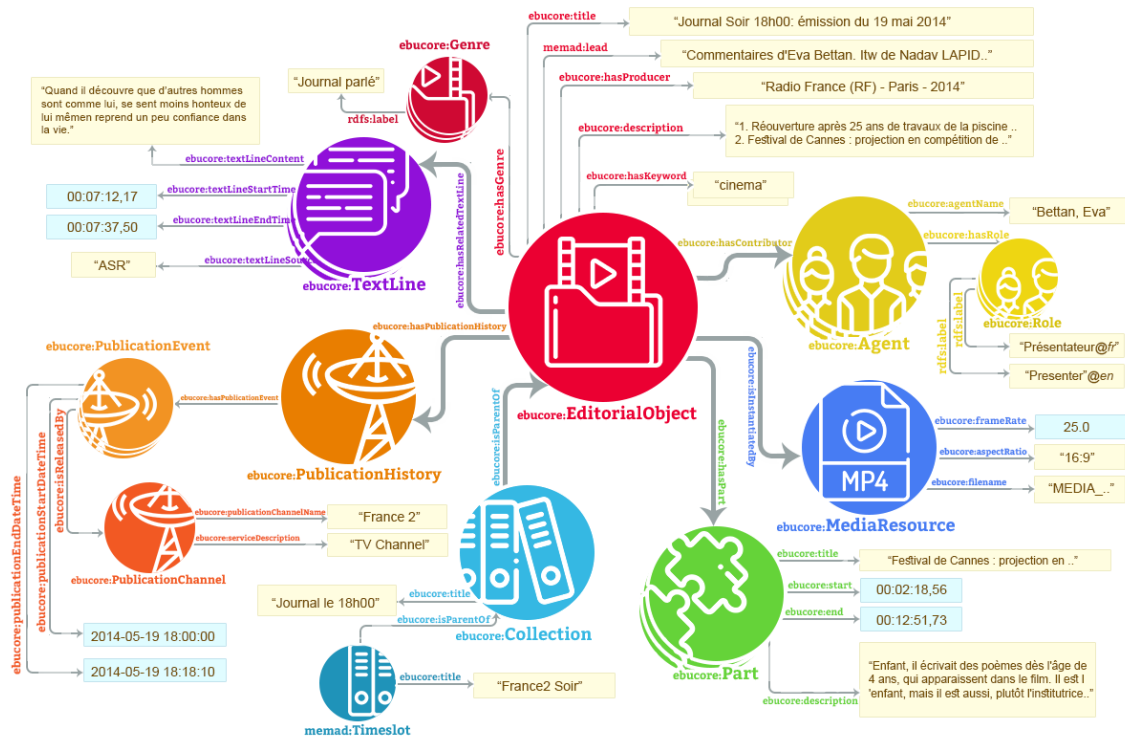 ebucore:title
“Journal Soir 18h00: émission du 19 mai 2014”
memad:lead
“Commentaires d'Eva Bettan. Itw de Nadav LAPID..”
ebucore:hasProducer
“Radio France (RF) - Paris - 2014”
ebucore:description
“1. Réouverture après 25 ans de travaux de la piscine ..
2. Festival de Cannes : projection en compétition de ..”
ebucore:hasKeyword
“cinema”
ebucore:Genre
“Journal parlé”
rdfs:label
ebucore:hasGenre
“Quand il découvre que d'autres hommes
sont comme lui, se sent moins honteux de
lui mêmen reprend un peu confiance dans
la vie.”
ebucore:textLineContent
00:07:12,17
ebucore:textLineStartTime
00:07:37,50
ebucore:textLineEndTime
“ASR”
ebucore:textLineSource
ebucore:TextLine
ebucore:hasRelatedTextLine
ebucore:hasContributor
ebucore:agentName
“Bettan, Eva”
ebucore:hasRole
ebucore:Agent
ebucore:Role
rdfs:label
rdfs:label
“Présentateur@fr”
“Presenter”@en
ebucore:EditorialObject
ebucore:hasPublicationHistory
ebucore:PublicationEvent
ebucore:hasPublicationEvent
ebucore:PublicationHistory
ebucore:isReleasedBy
ebucore:publicationStartDateTime
ebucore:publicationEndDateTime
ebucore:publicationChannelName
“France 2”
ebucore:serviceDescription
“TV Channel”
ebucore:PublicationChannel
2014-05-19 18:00:00
2014-05-19 18:18:10
ebucore:isParentOf
“Journal le 18h00”
ebucore:title
ebucore:isParentOf
ebucore:Collection
ebucore:title
“France2 Soir”
memad:Timeslot
ebucore:isInstantiatedBy
MP4
ebucore:frameRate
25.0
ebucore:aspectRatio
“16:9”
ebucore:filename
“MEDIA_..”
ebucore:MediaResource
ebucore:hasPart
ebucore:title
“Festival de Cannes : projection en ..”
ebucore:start
00:02:18,56
ebucore:end
00:12:51,73
ebucore:Part
ebucore:description
“Enfant, il écrivait des poèmes dès l'âge de
4 ans, qui apparaissent dans le film. Il est l
'enfant, mais il est aussi, plutôt l'institutrice..”